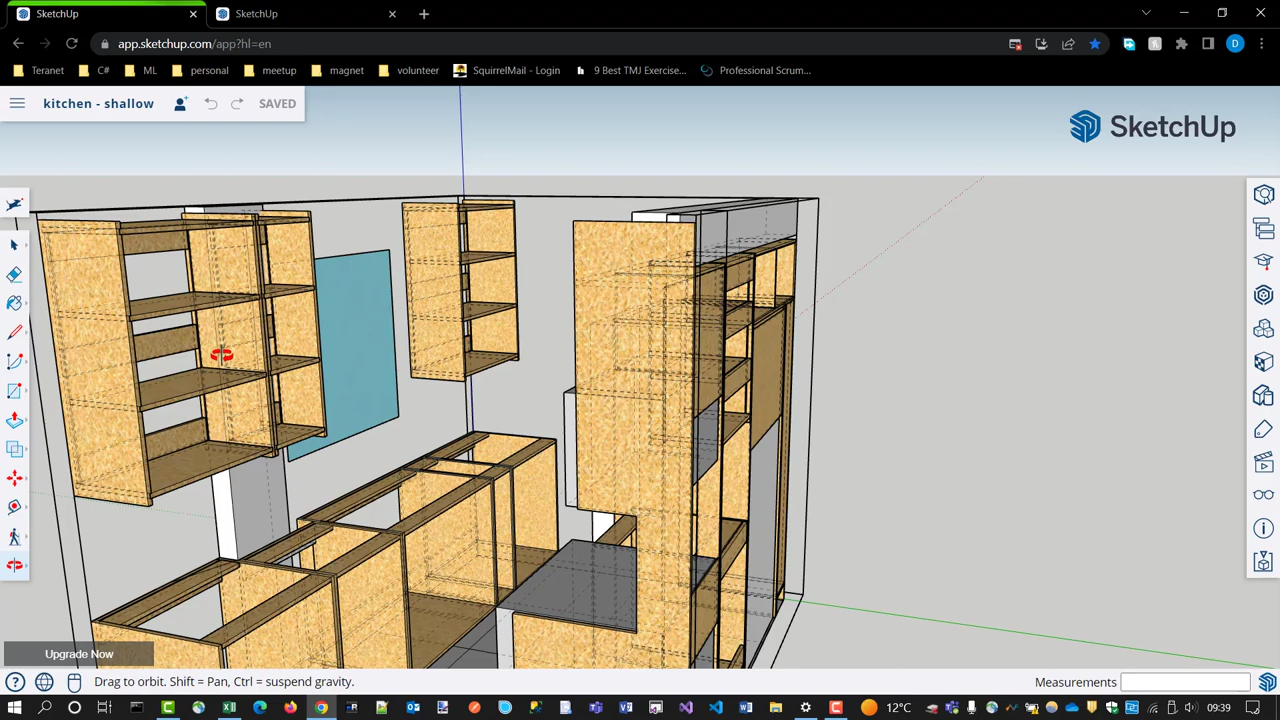 SketchUp
SketchUp
app.sketchup.com/app?hl=en
D
Teranet
C#
ML
personal
meetup
magnet
volunteer
SquirrelMail - Login
9 Best TMJ Exercise...
Professional Scrum...
kitchen - shallow
SAVED
SketchUp
Upgrade Now
Drag to orbit. Shift = Pan, Ctrl = suspend gravity.
Measurements
12°C
09:39